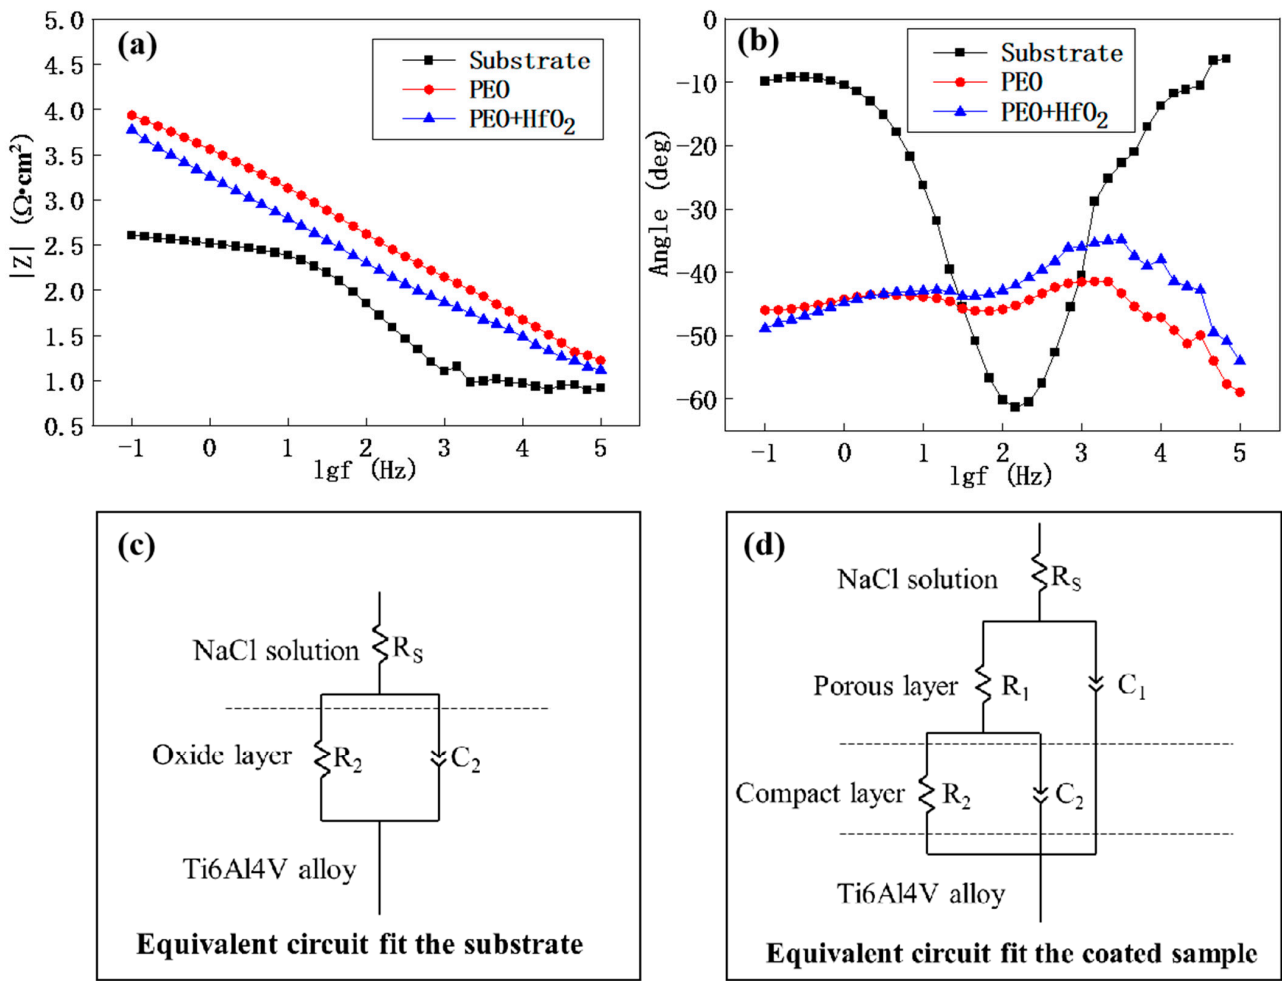 (a)
Substrate
PEO
PEO+HfO2
|Z| (Ω•cm²)
5.0
4.5
4.0
3.5
3.0
2.5
2.0
1.5
1.0
0.5
-1 0 1 2 3 4 5
lgf (Hz)
(b)
Substrate
PEO
PEO+HfO2
Angle (deg)
0
-10
-20
-30
-40
-50
-60
-1 0 1 2 3 4 5
lgf (Hz)
(c)
NaCl solution RS
Oxide layer R2 C2
Ti6Al4V alloy
Equivalent circuit fit the substrate
(d)
NaCl solution RS
Porous layer R1 C1
Compact layer R2 C2
Ti6Al4V alloy
Equivalent circuit fit the coated sample